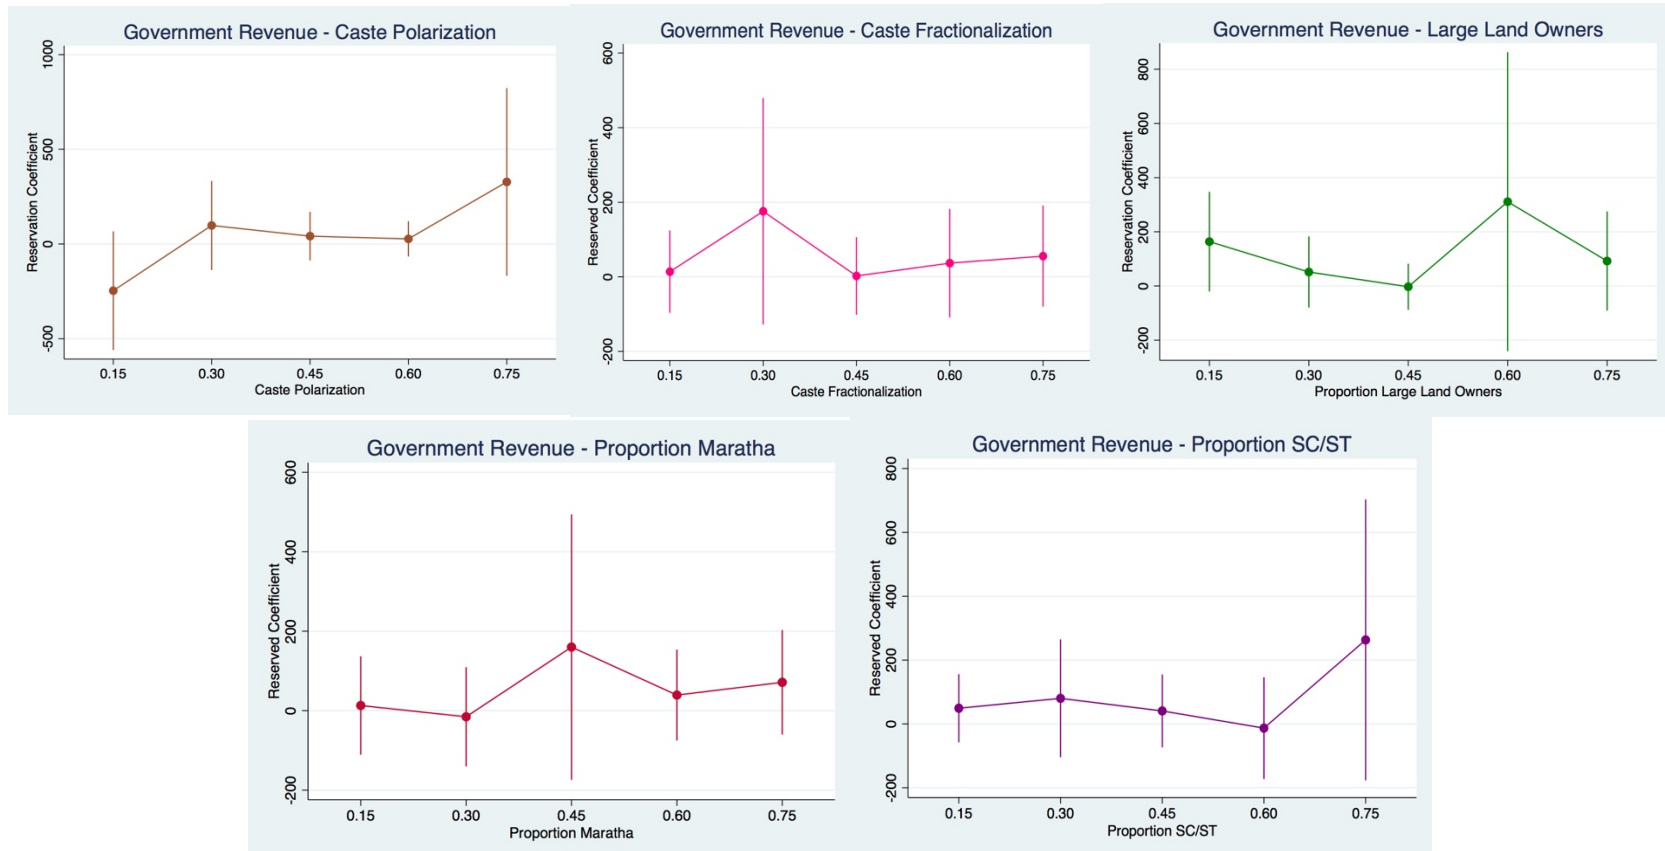 Government Revenue - Caste Polarization
Reservation Coefficient
1000
500
0
-500
0.15 0.30 0.45 0.60 0.75
Caste Polarization
Government Revenue - Caste Fractionalization
Reserved Coefficient
600
400
200
0
-200
0.15 0.30 0.45 0.60 0.75
Caste Fractionalization
Government Revenue - Large Land Owners
Reservation Coefficient
800
600
400
200
0
-200
0.15 0.30 0.45 0.60 0.75
Proportion Large Land Owners
Government Revenue - Proportion Maratha
Reserved Coefficient
600
400
200
0
-200
0.15 0.30 0.45 0.60 0.75
Proportion Maratha
Government Revenue - Proportion SC/ST
Reserved Coefficient
800
600
400
200
0
-200
0.15 0.30 0.45 0.60 0.75
Proportion SC/ST